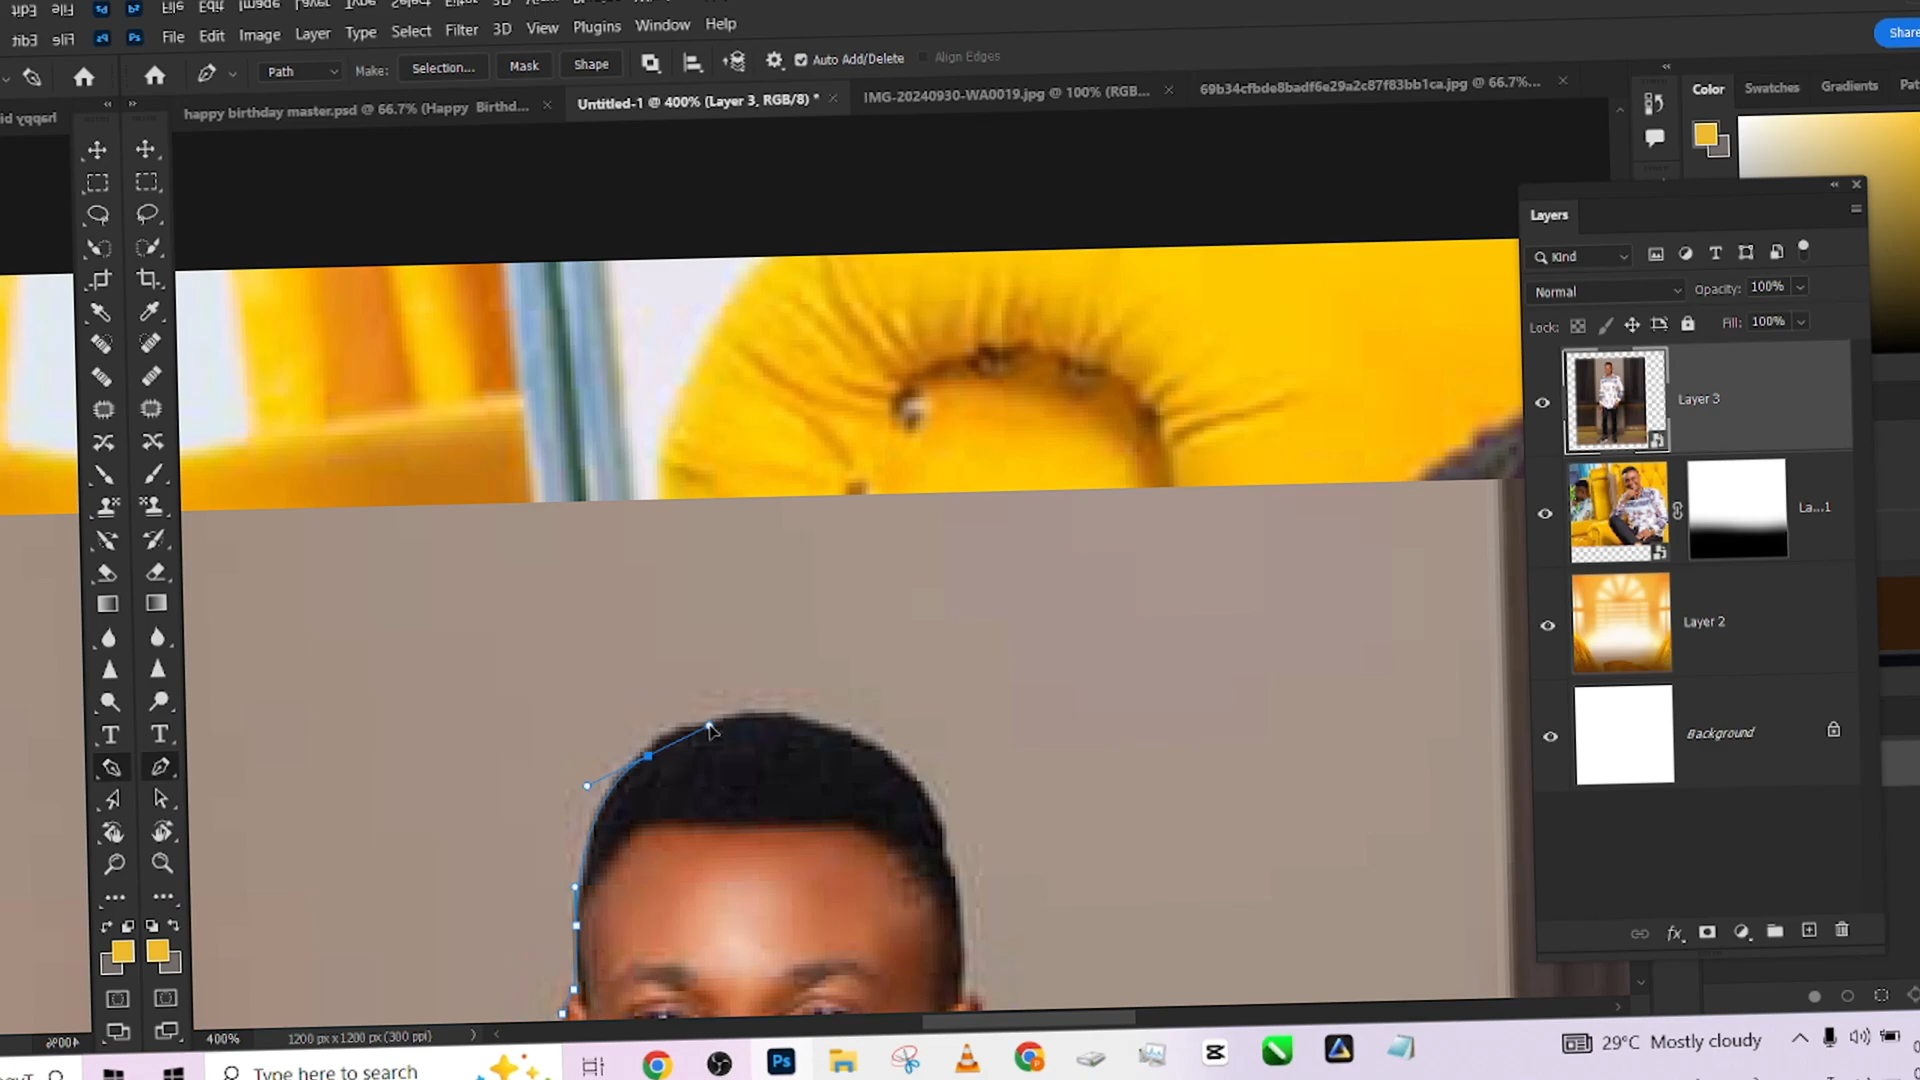 File Edit Image Layer Type Select Filter 3D View Plugins Window Help
Share
Path Make: Selection... Mask Shape Auto Add/Delete Align Edges
happy birthday master.psd @ 66.7% (Happy Birthd...
Untitled-1 @ 400% (Layer 3, RGB/8) *
IMG-20240930-WA0019.jpg @ 100% (RGB...
69b34cfbde8badf6e29a2c87f83bb1ca.jpg @ 66.7%...
Color Swatches Gradients
Layers
Kind
Normal Opacity: 100%
Lock: Fill: 100%
Layer 3
La...1
Layer 2
Background
fx
400% 1200 px x 1200 px (300 ppi)
Type here to search
Ps
29°C Mostly cloudy